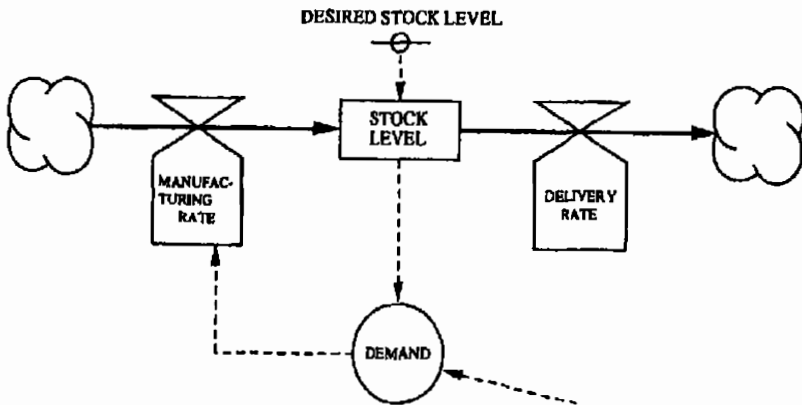 DESIRED STOCK LEVEL
STOCK
LEVEL
MANUFAC-
TURING
RATE
DELIVERY
RATE
DEMAND